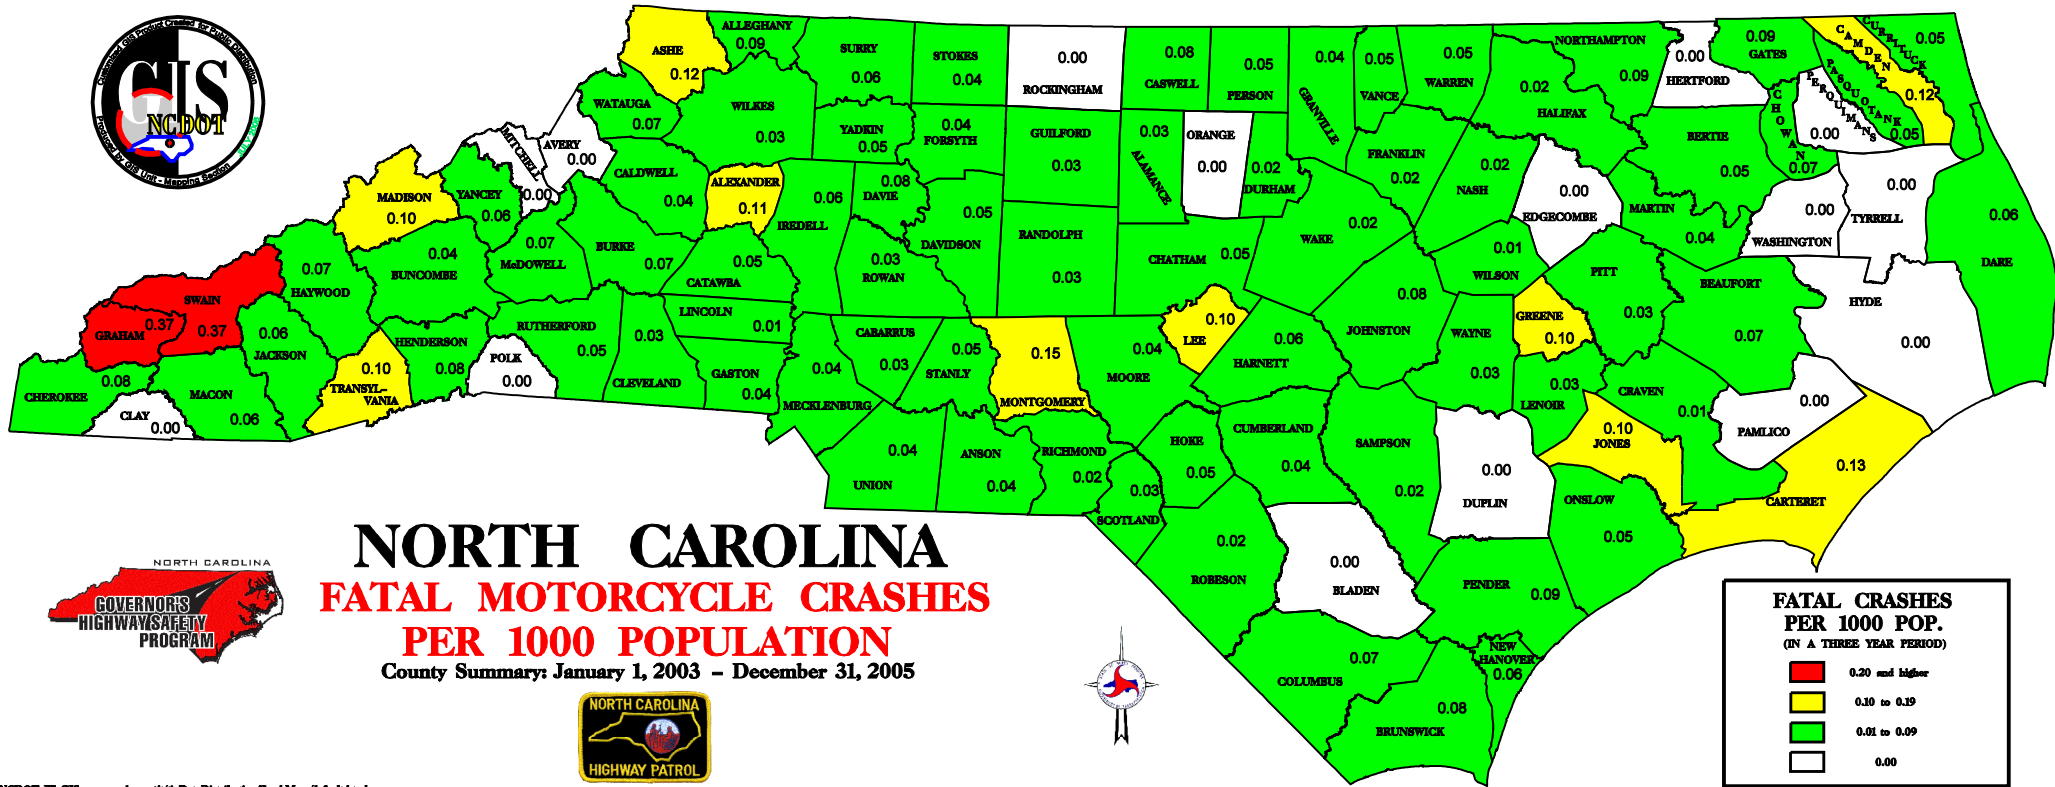 Customized GIS Product Created for Public Distribution
GIS
NCDOT
Produced by GIS Unit - Mapping Section
ALLEGHANY
0.09
ASHE
0.12
SURRY
0.06
STOKES
0.04
0.00
ROCKINGHAM
0.08
CASWELL
0.05
PERSON
0.04
GRANVILLE
0.05
VANCE
0.05
WARREN
NORTHAMPTON
0.09
0.02
HALIFAX
0.00
HERTFORD
0.09
GATES
CURRITUCK
0.05
CAMDEN
0.12
PASQUOTANK
0.05
PERQUIMANS
0.00
CHOWAN
0.07
WATAUGA
0.07
WILKES
0.03
YADKIN
0.05
0.04
FORSYTH
GUILFORD
0.03
0.03
ALAMANCE
ORANGE
0.00
0.02
DURHAM
FRANKLIN
0.02
0.02
NASH
0.00
EDGECOMBE
BERTIE
0.05
MARTIN
0.04
0.00
WASHINGTON
0.00
TYRRELL
0.06
DARE
MITCHELL
0.00
AVERY
0.00
CALDWELL
0.04
ALEXANDER
0.11
0.06
IREDELL
0.08
DAVIE
0.05
DAVIDSON
RANDOLPH
0.03
CHATHAM
0.05
WAKE
0.02
0.01
WILSON
PITT
0.03
BEAUFORT
0.07
HYDE
0.00
MADISON
0.10
YANCEY
0.06
0.04
BUNCOMBE
0.07
McDOWELL
BURKE
0.07
0.05
CATAWBA
0.03
ROWAN
0.07
HAYWOOD
SWAIN
0.37
GRAHAM
0.37
0.06
JACKSON
0.08
CHEROKEE
CLAY
0.00
MACON
0.06
0.10
TRANSYL-
VANIA
HENDERSON
0.08
POLK
0.00
RUTHERFORD
0.05
0.03
CLEVELAND
LINCOLN
0.01
GASTON
0.04
0.04
MECKLENBURG
CABARRUS
0.03
0.05
STANLY
0.15
MONTGOMERY
0.04
MOORE
0.10
LEE
0.06
HARNETT
0.08
JOHNSTON
WAYNE
0.03
GREENE
0.10
0.03
LENOIR
CRAVEN
0.01
0.00
PAMLICO
0.10
JONES
0.13
CARTERET
0.04
UNION
ANSON
0.04
RICHMOND
0.02
0.03
SCOTLAND
HOKE
0.05
CUMBERLAND
0.04
SAMPSON
0.02
0.00
DUPLIN
ONSLOW
0.05
0.02
ROBESON
0.00
BLADEN
PENDER
0.09
0.07
COLUMBUS
NEW
HANOVER
0.06
0.08
BRUNSWICK
NORTH CAROLINA
FATAL MOTORCYCLE CRASHES
PER 1000 POPULATION
County Summary: January 1, 2003 – December 31, 2005
NORTH CAROLINA
GOVERNOR'S
HIGHWAY SAFETY
PROGRAM
NORTH CAROLINA
HIGHWAY PATROL
FATAL CRASHES
PER 1000 POP.
(IN A THREE YEAR PERIOD)
0.20 and higher
0.10 to 0.19
0.01 to 0.09
0.00